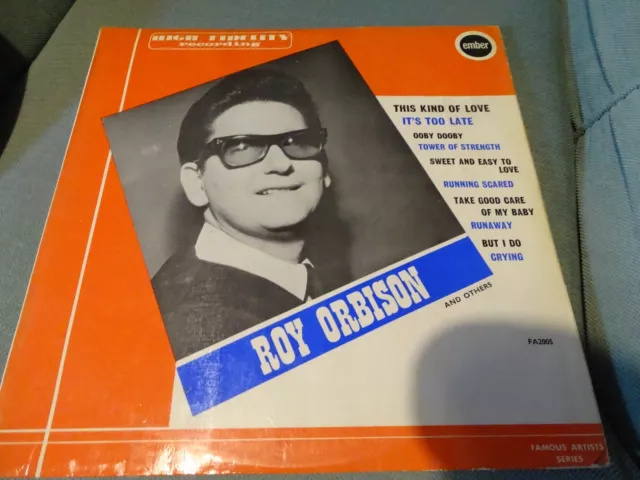 HIGH FIDELITY
recording
ember
THIS KIND OF LOVE
IT'S TOO LATE
OOBY DOOBY
TOWER OF STRENGTH
SWEET AND EASY TO
LOVE
RUNNING SCARED
TAKE GOOD CARE
OF MY BABY
RUNAWAY
BUT I DO
CRYING
ROY ORBISON
AND OTHERS
FA2005
FAMOUS ARTISTS
SERIES